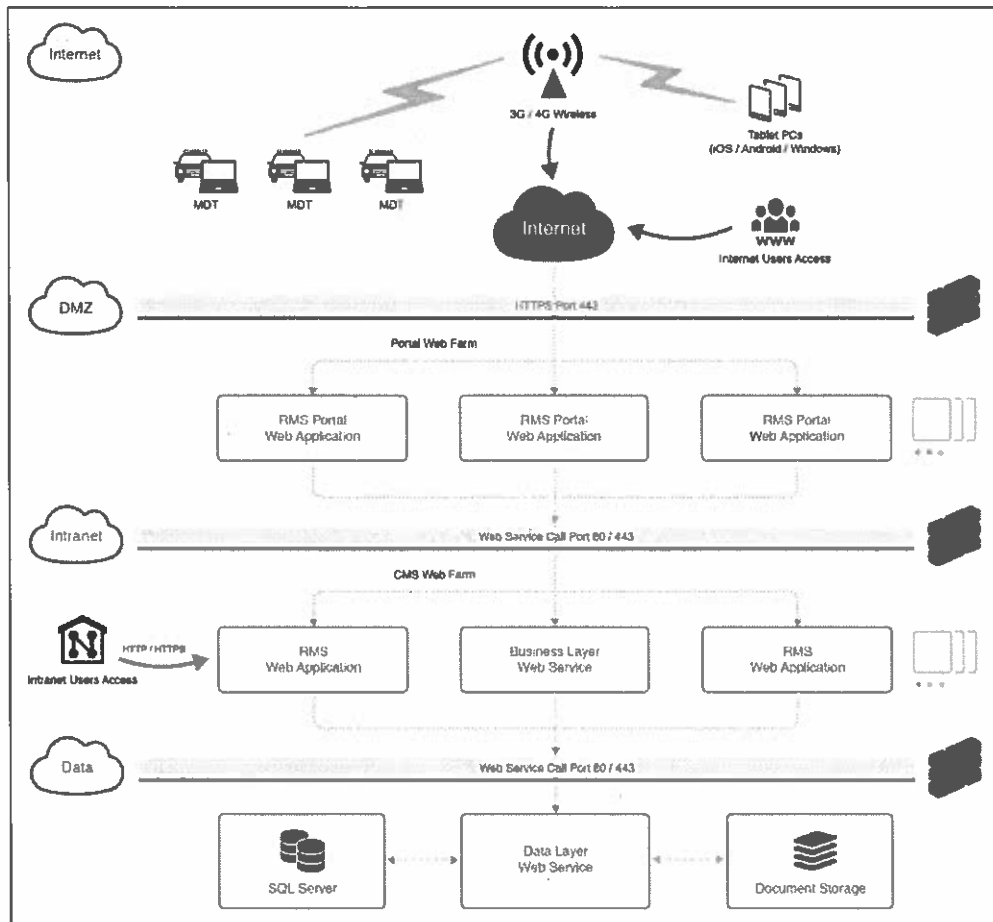 Internet
3G / 4G Wireless
Tablet PCs
(iOS / Android / Windows)
MDT
MDT
MDT
Internet
WWW
Internet Users Access
DMZ
HTTPS Port 443
Portal Web Farm
RMS Portal
Web Application
RMS Portal
Web Application
RMS Portal
Web Application
Intranet
Web Service Call Port 80 / 443
CMS Web Farm
HTTP / HTTPS
Intranet Users Access
RMS
Web Application
Business Layer
Web Service
RMS
Web Application
Data
Web Service Call Port 80 / 443
SQL Server
Data Layer
Web Service
Document Storage